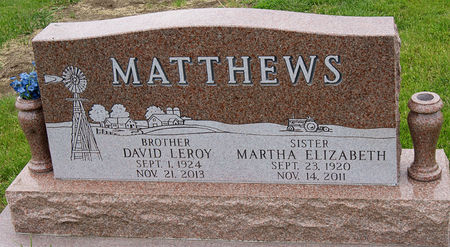 MATTHEWS
BROTHER
DAVID LEROY
SEPT. 1, 1924
NOV. 21, 2013
SISTER
MARTHA ELIZABETH
SEPT. 23, 1920
NOV. 14, 2011